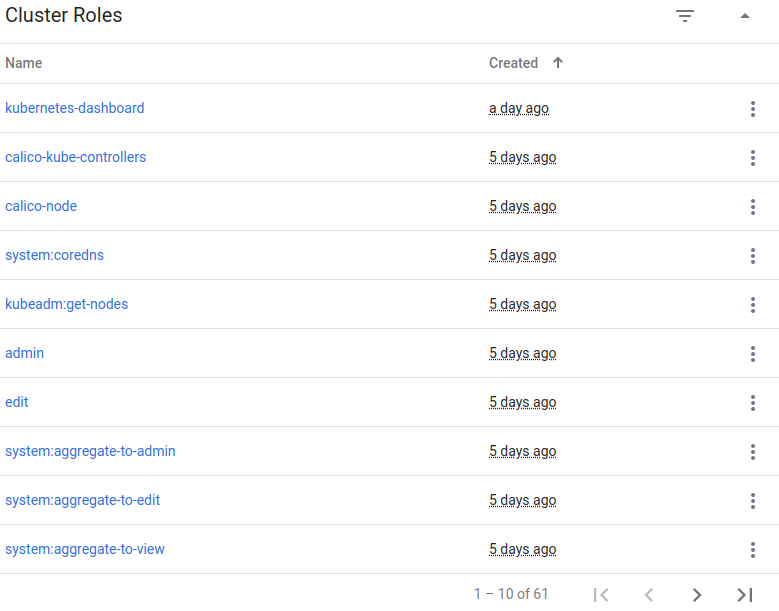 Cluster Roles
Name Created
kubernetes-dashboard a day ago
calico-kube-controllers 5 days ago
calico-node 5 days ago
system:coredns 5 days ago
kubeadm:get-nodes 5 days ago
admin 5 days ago
edit 5 days ago
system:aggregate-to-admin 5 days ago
system:aggregate-to-edit 5 days ago
system:aggregate-to-view 5 days ago
1 – 10 of 61